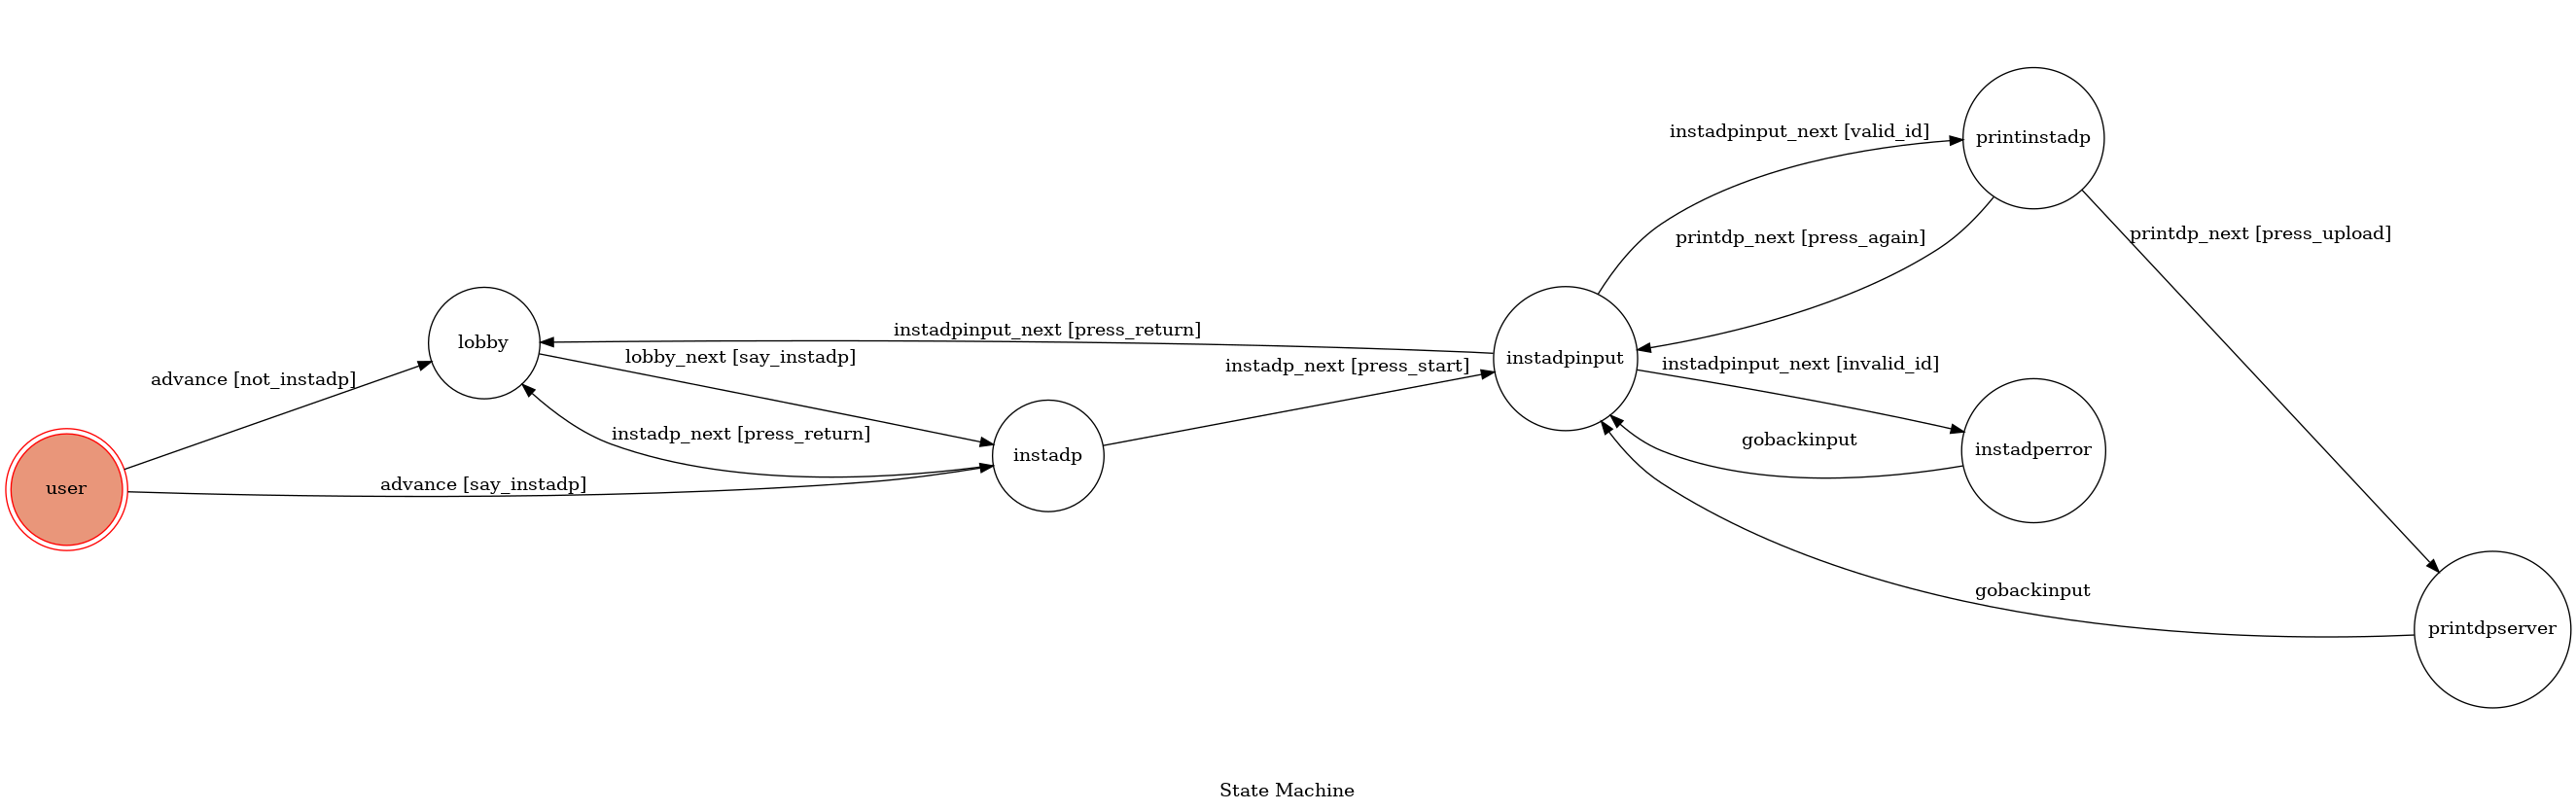 instadpinput_next [valid_id]
printinstadp
printdp_next [press_again]
printdp_next [press_upload]
instadpinput_next [press_return]
lobby
lobby_next [say_instadp]
instadpinput
instadp_next [press_start]
instadpinput_next [invalid_id]
advance [not_instadp]
instadp_next [press_return]
gobackinput
instadp
instadperror
user
advance [say_instadp]
gobackinput
printdpserver
State Machine